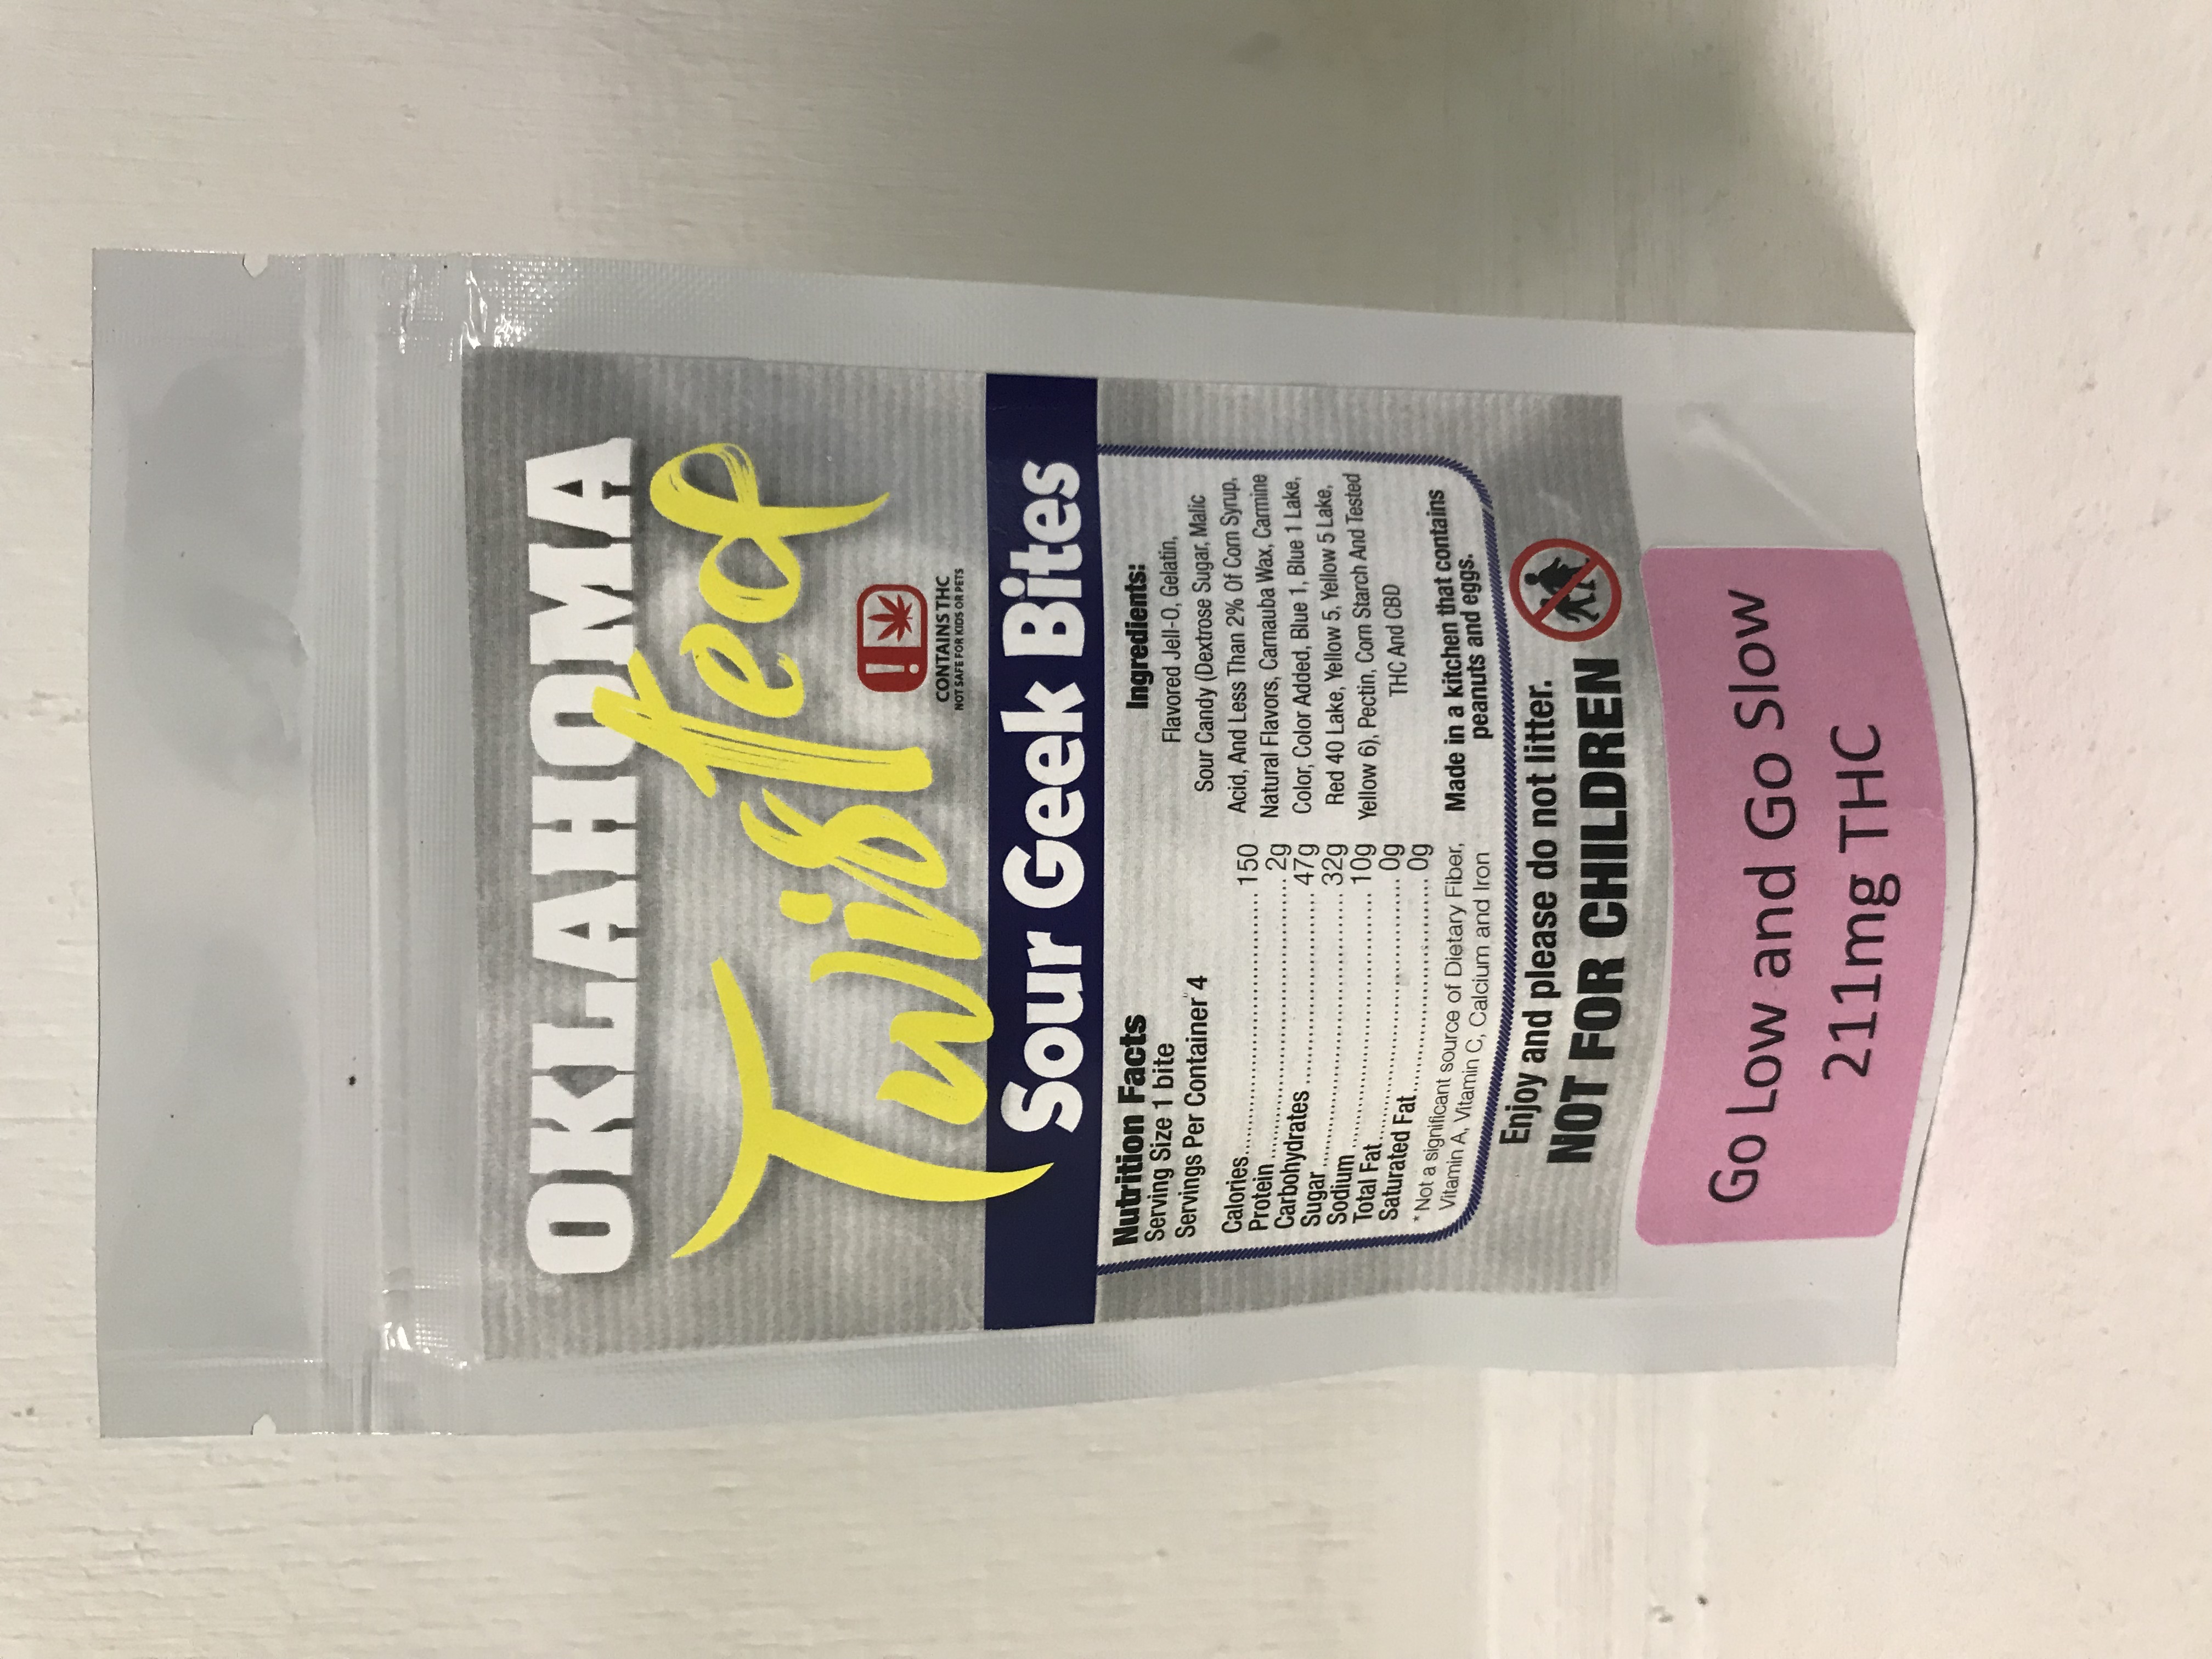 OKLAHOMA
Twisted
!
CONTAINS THC
NOT SAFE FOR KIDS OR PETS
Sour Geek Bites
Nutrition Facts
Serving Size 1 bite
Servings Per Container 4
Calories 150
Protein 2g
Carbohydrates 47g
Sugar 32g
Sodium 10g
Total Fat 0g
Saturated Fat 0g
*Not a significant source of Dietary Fiber,
Vitamin A, Vitamin C, Calcium and Iron
Ingredients:
Flavored Jell-O, Gelatin,
Sour Candy (Dextrose Sugar, Malic
Acid, And Less Than 2% Of Corn Syrup,
Natural Flavors, Carnauba Wax, Carmine
Color, Color Added, Blue 1, Blue 1 Lake,
Red 40 Lake, Yellow 5, Yellow 5 Lake,
Yellow 6), Pectin, Corn Starch And Tested
THC And CBD
Made in a kitchen that contains
peanuts and eggs.
Enjoy and please do not litter.
NOT FOR CHILDREN
Go Low and Go Slow
211mg THC